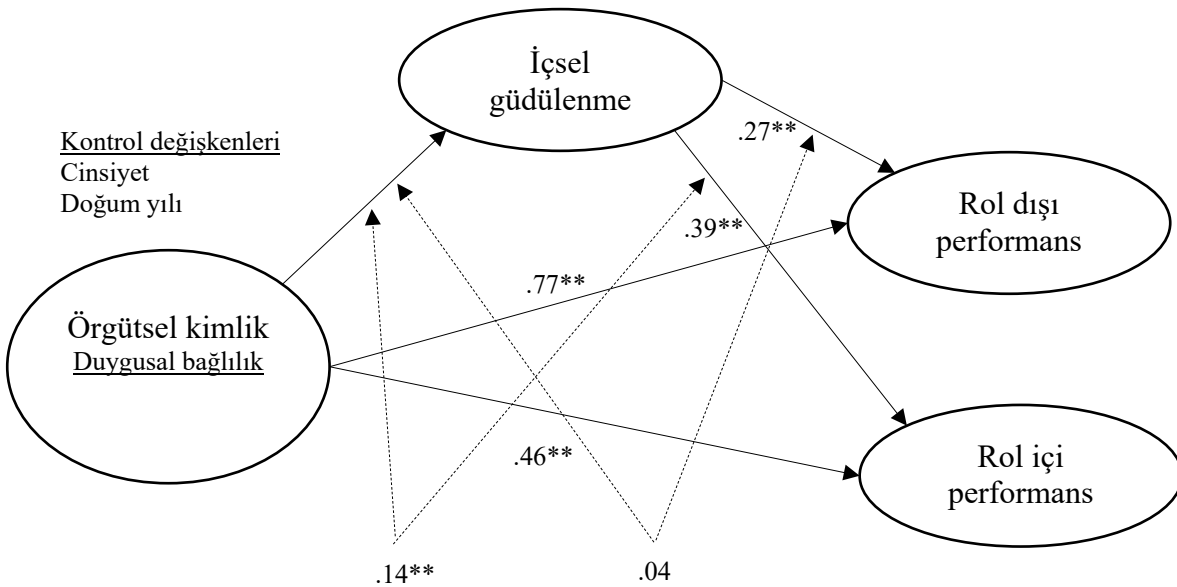 İçsel
güdülenme
Kontrol değişkenleri
Cinsiyet
Doğum yılı
.27**
Rol dışı
performans
.39**
.77**
Örgütsel kimlik
Duygusal bağlılık
.46**
Rol içi
performans
.14**
.04